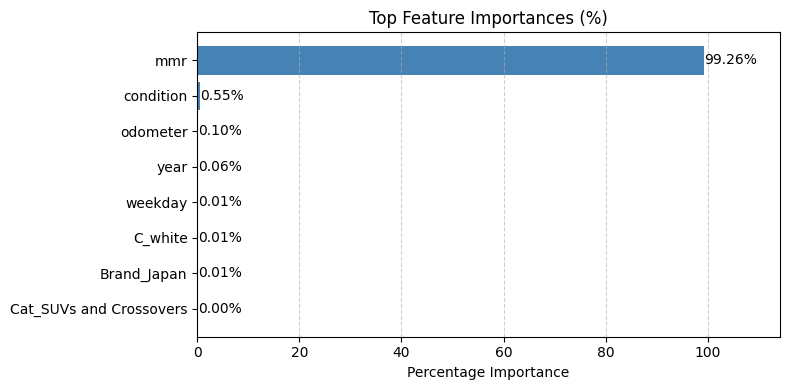 Top Feature Importances (%)
mmr 99.26%
condition 0.55%
odometer 0.10%
year 0.06%
weekday 0.01%
C_white 0.01%
Brand_Japan 0.01%
Cat_SUVs and Crossovers 0.00%
0 20 40 60 80 100
Percentage Importance